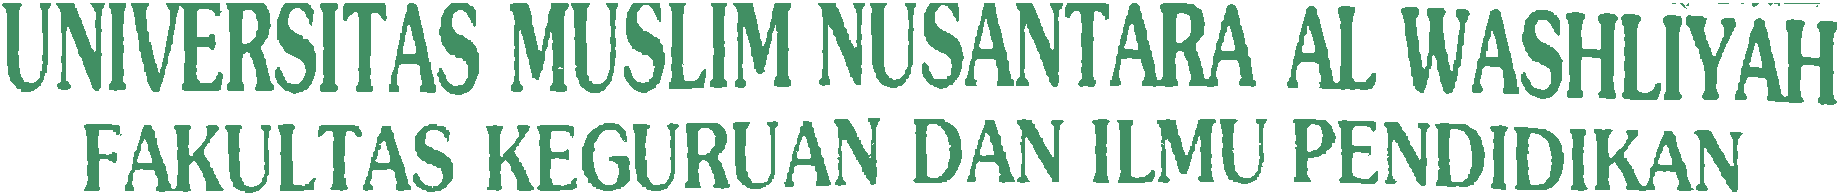 UNIVERSITAS MUSLIM NUSANTARA AL WASHLIYAH
FAKULTAS KEGURUAN DAN ILMU PENDIDIKAN